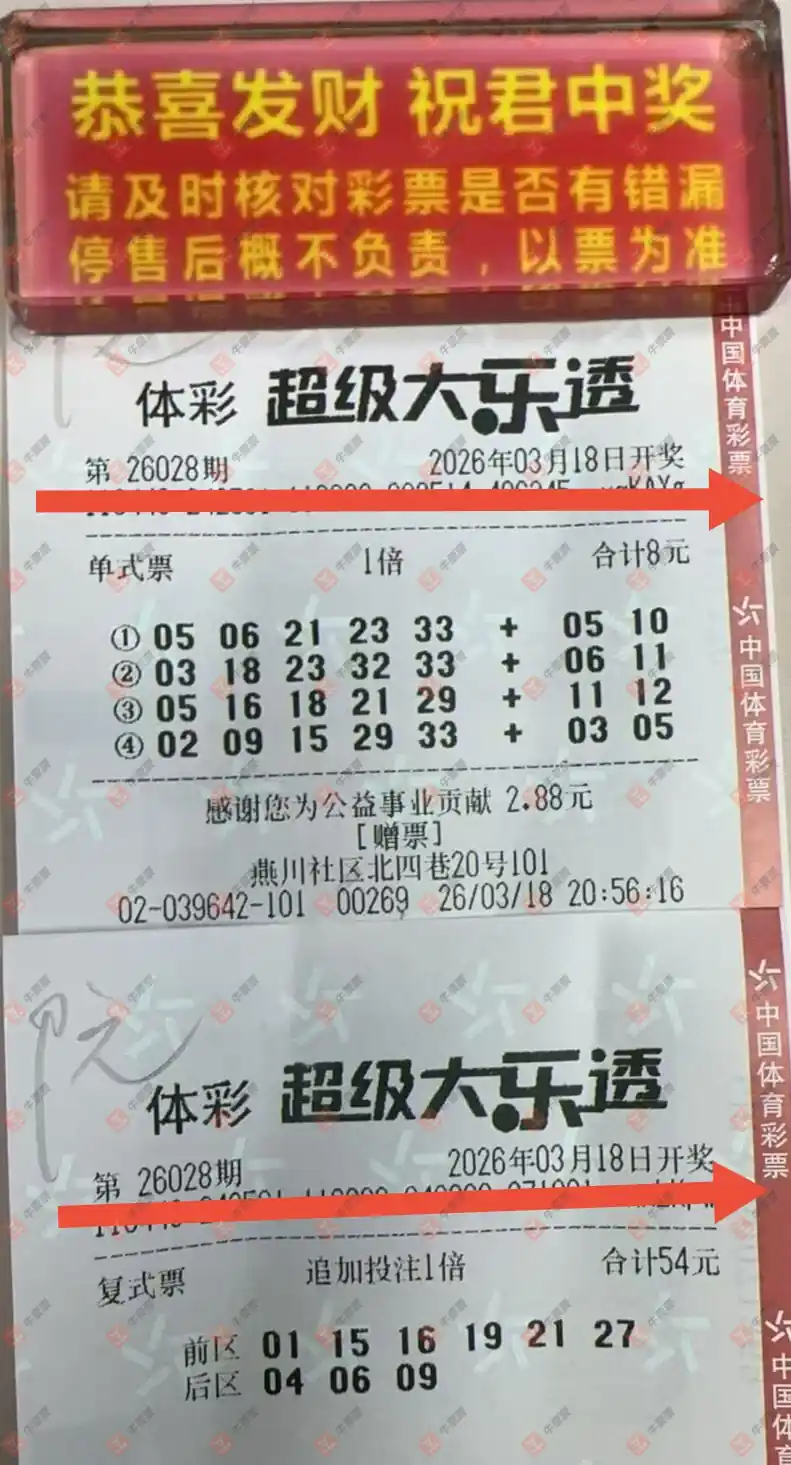 恭喜发财 祝君中奖
请及时核对彩票是否有错漏
停售后概不负责，以票为准
体彩 超级大乐透
第 26028期 2026年03月18日开奖
单式票 1倍 合计8元
① 05 06 21 23 33 + 05 10
② 03 18 23 32 33 + 06 11
③ 05 16 18 21 29 + 11 12
④ 02 09 15 29 33 + 03 05
感谢您为公益事业贡献 2.88元
[赠票]
燕川社区北四巷20号101
02-039642-101 00269 26/03/18 20:56:16
中国体育彩票
中国体育彩票
体彩 超级大乐透
第 26028期 2026年03月18日开奖
复式票 追加投注1倍 合计54元
前区 01 15 16 19 21 27
后区 04 06 09
中国体育彩票
中国体育